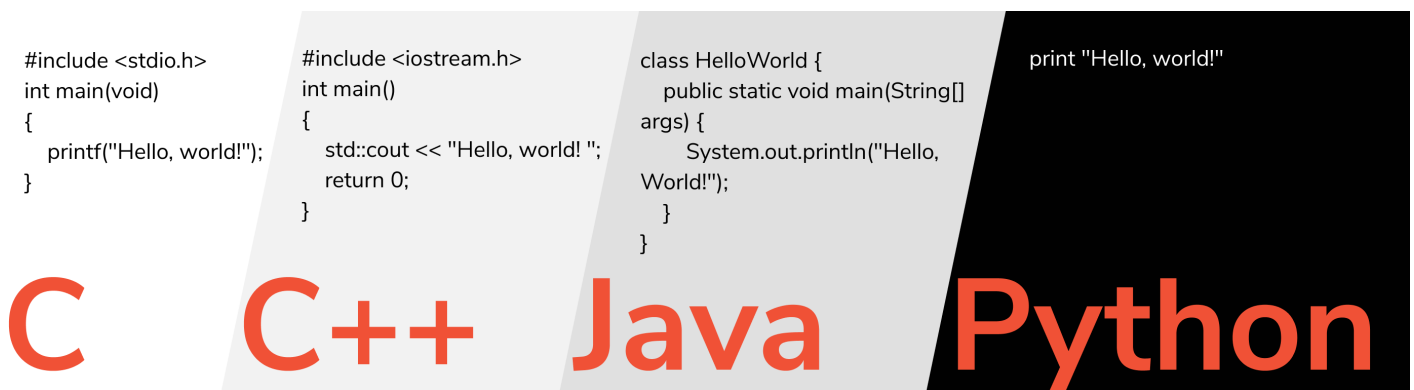 #include <stdio.h>
int main(void)
{
    printf("Hello, world!");
}
C
#include <iostream.h>
int main()
{
    std::cout << "Hello, world! ";
    return 0;
}
C++
class HelloWorld {
    public static void main(String[]
args) {
        System.out.println("Hello,
World!");
    }
}
Java
print "Hello, world!"
Python